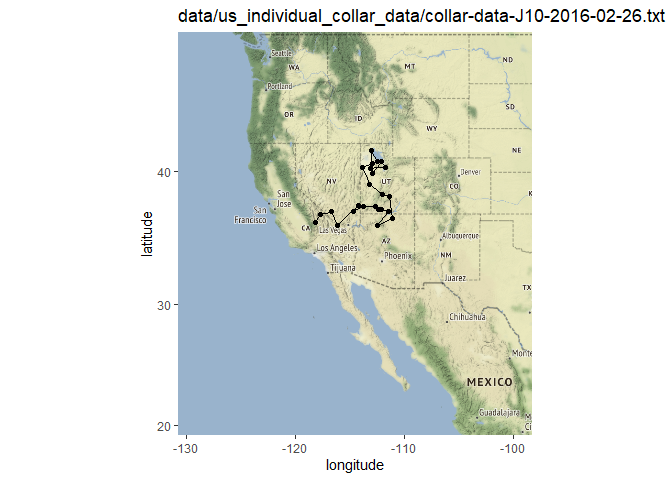 data/us_individual_collar_data/collar-data-J10-2016-02-26.txt
Seattle
WA
MT
ND
Portland
OR
ID
SD
WY
40
NV
UT
Denver
CO
San
Jose
San
Francisco
CA
Las Vegas
Los Angeles
Albuquerque
Phoenix
NM
Tijuana
Juarez
TX
latitude
30
Chihuahua
Monte
MEXICO
Guadalajara
M
Ci
20
-130
-120
-110
-100
longitude